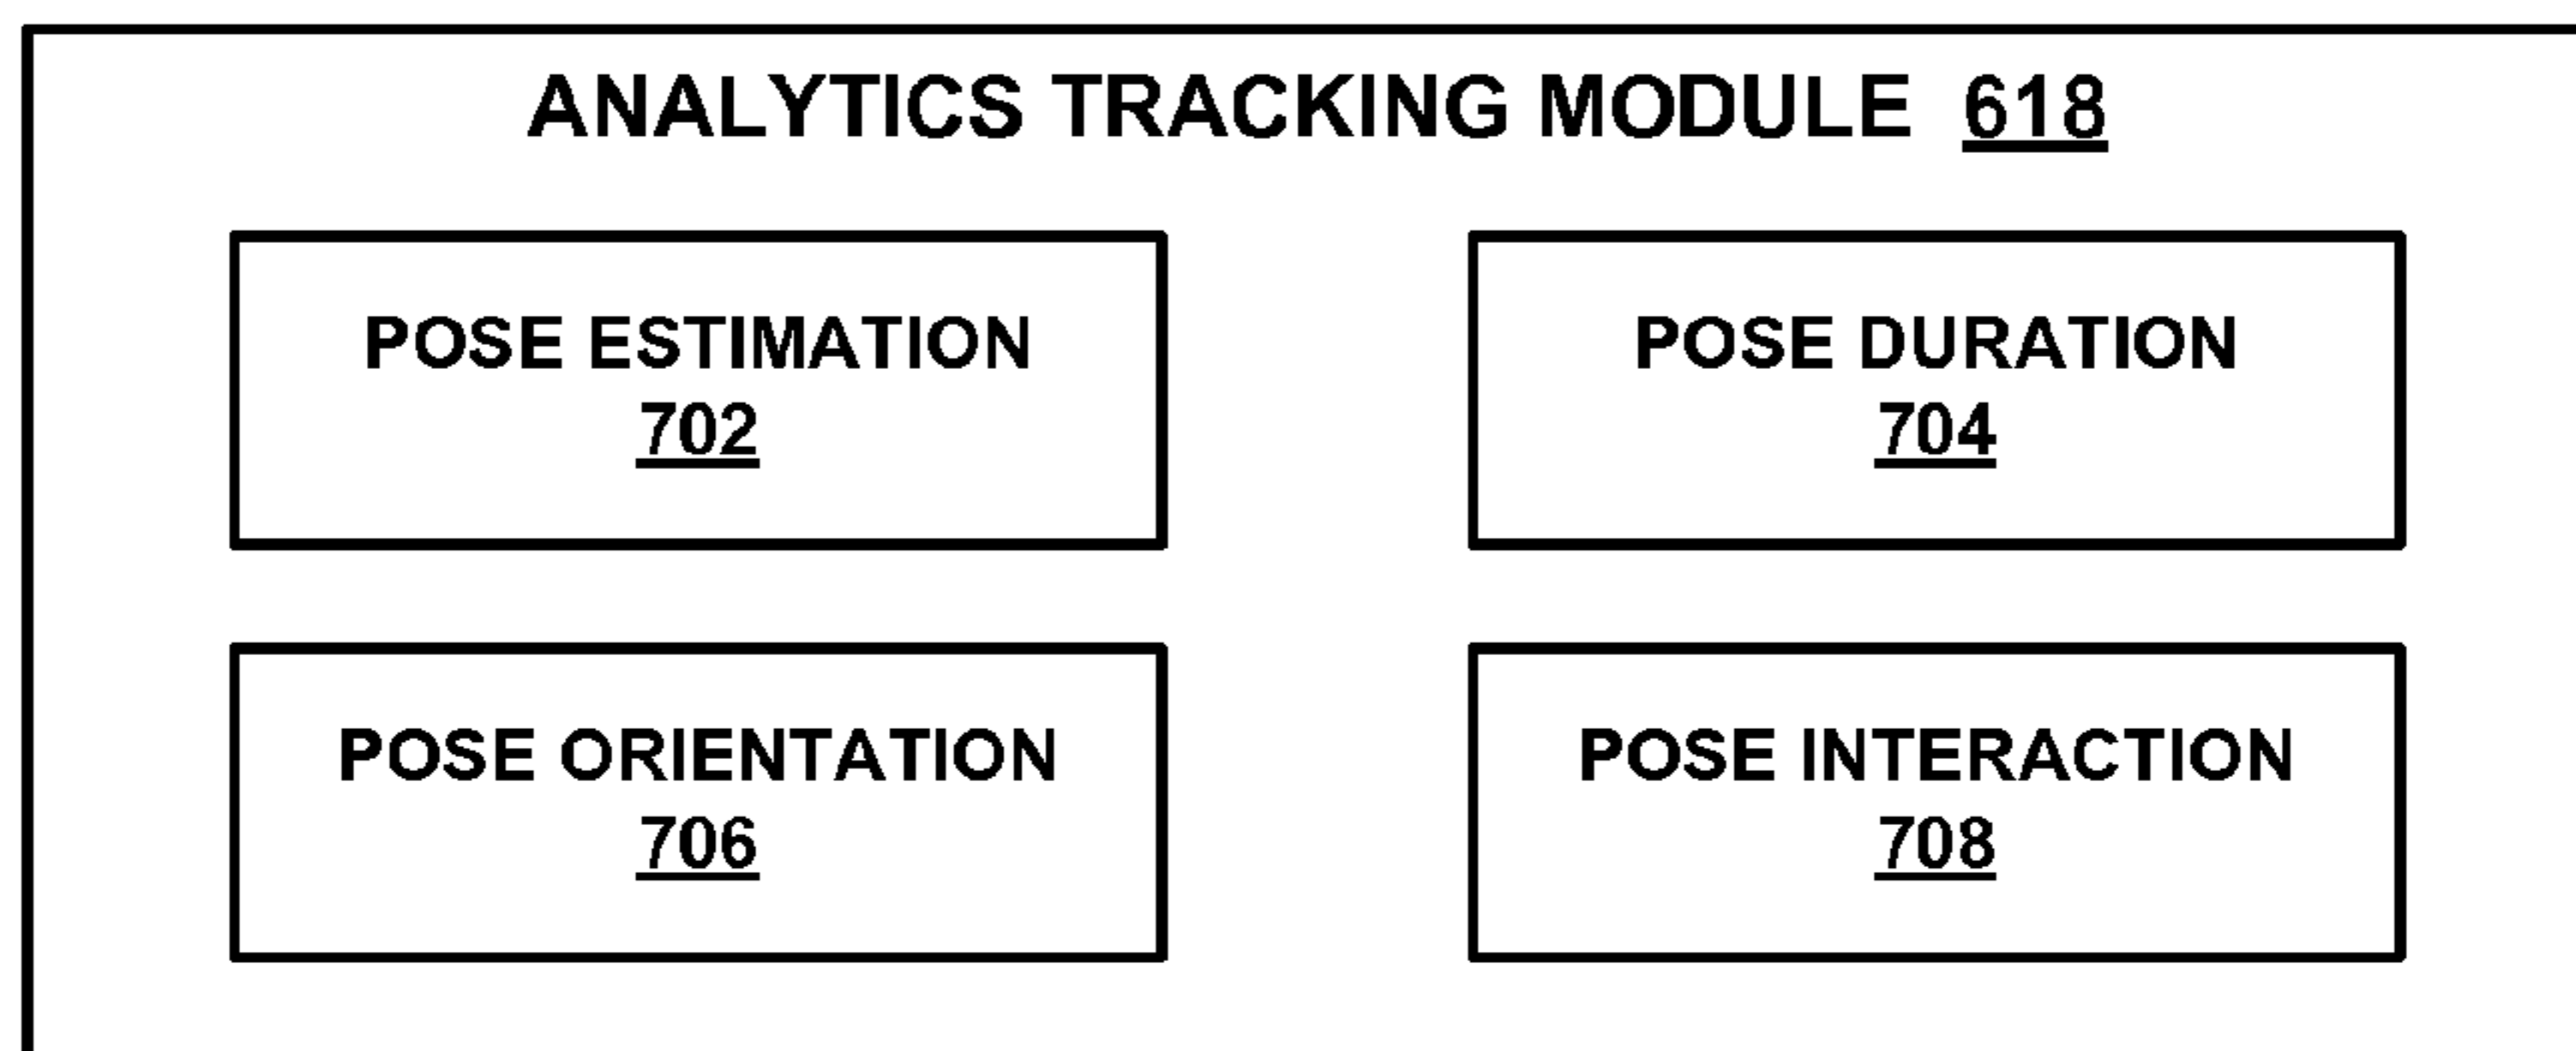 ANALYTICS TRACKING MODULE 618
POSE ESTIMATION
702
POSE DURATION
704
POSE ORIENTATION
706
POSE INTERACTION
708